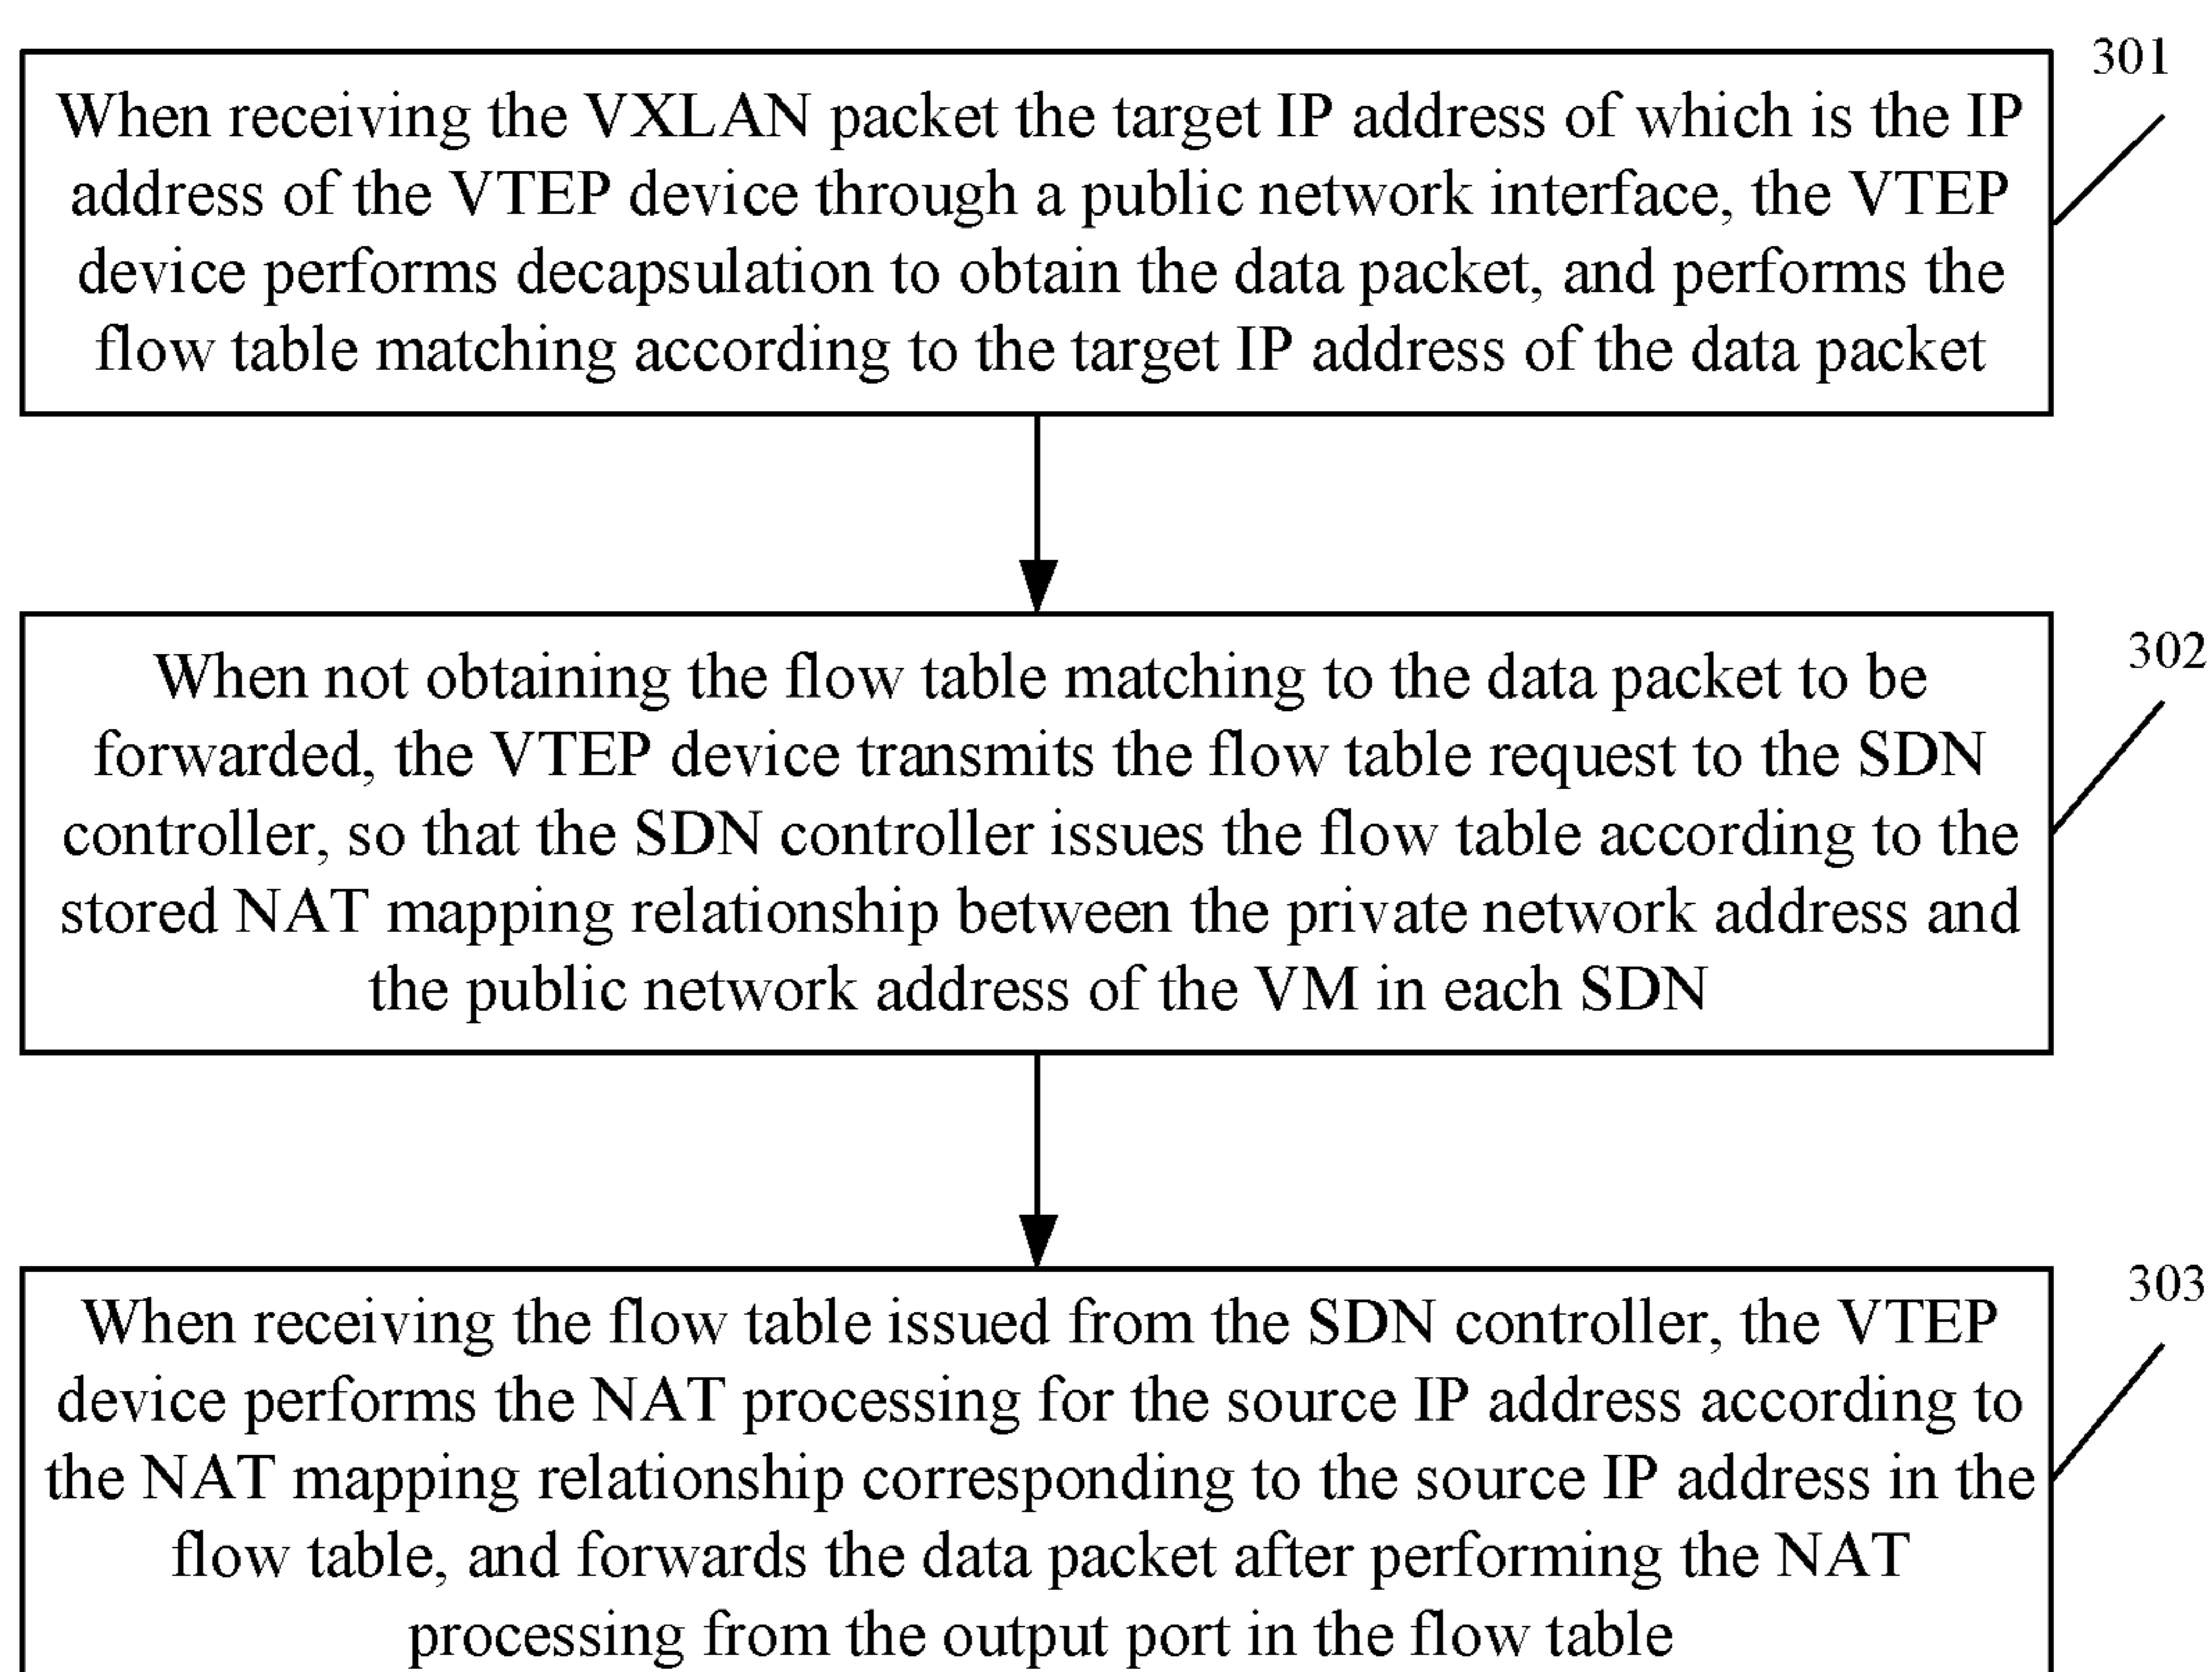 301
When receiving the VXLAN packet the target IP address of which is the IP
address of the VTEP device through a public network interface, the VTEP
device performs decapsulation to obtain the data packet, and performs the
flow table matching according to the target IP address of the data packet
302
When not obtaining the flow table matching to the data packet to be
forwarded, the VTEP device transmits the flow table request to the SDN
controller, so that the SDN controller issues the flow table according to the
stored NAT mapping relationship between the private network address and
the public network address of the VM in each SDN
303
When receiving the flow table issued from the SDN controller, the VTEP
device performs the NAT processing for the source IP address according to
the NAT mapping relationship corresponding to the source IP address in the
flow table, and forwards the data packet after performing the NAT
processing from the output port in the flow table